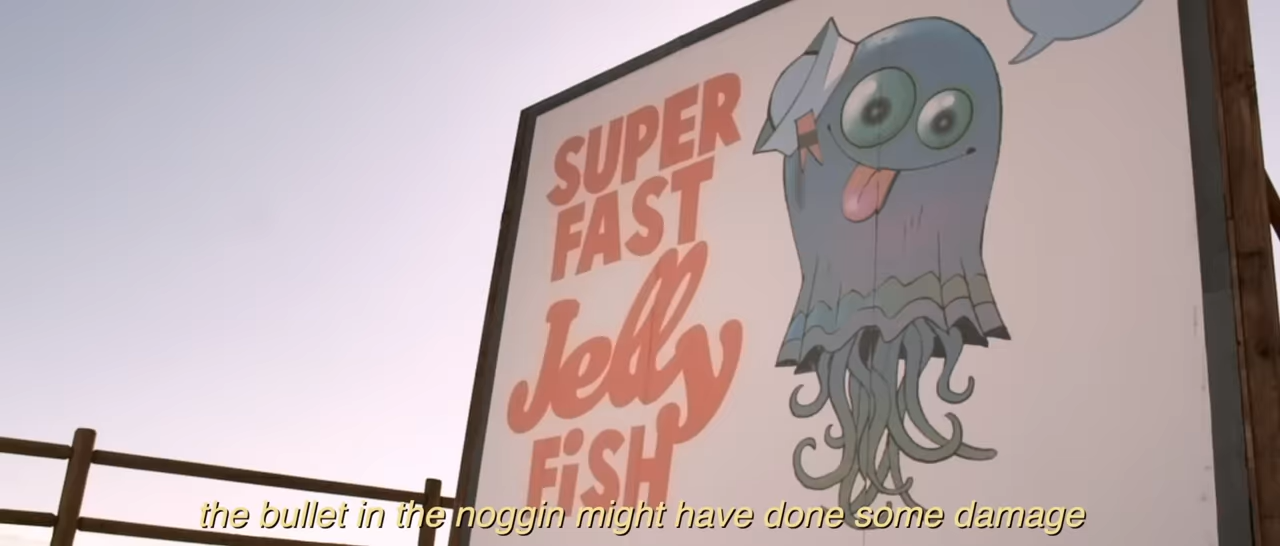 SUPER
FAST
Jelly
FiSH
the bullet in the noggin might have done some damage